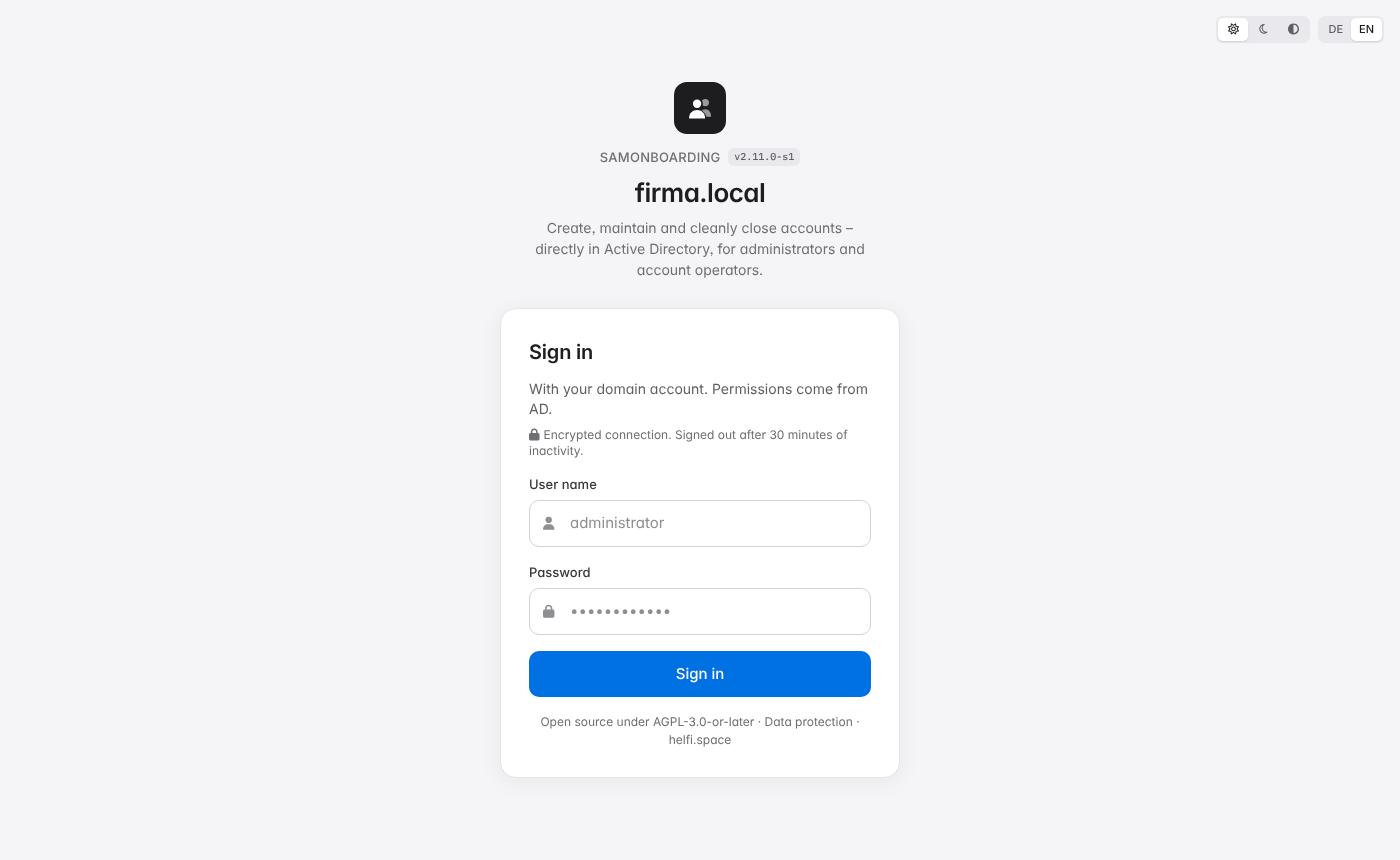 DE EN
SAMONBOARDING v2.11.0-s1
firma.local
Create, maintain and cleanly close accounts –
directly in Active Directory, for administrators and
account operators.
Sign in
With your domain account. Permissions come from
AD.
Encrypted connection. Signed out after 30 minutes of
inactivity.
User name
administrator
Password
••••••••••••
Sign in
Open source under AGPL-3.0-or-later · Data protection ·
helfi.space